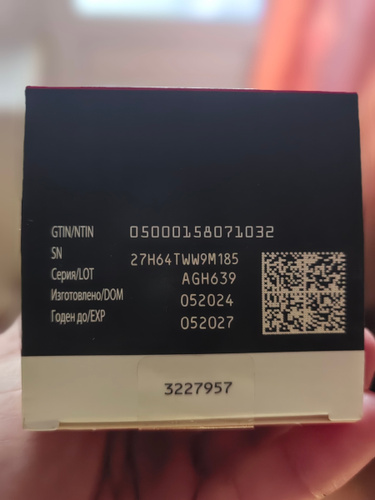 GTIN/NTIN 05000158071032
SN 27H64TWW9M185
Серия/LOT AGH639
Изготовлено/DOM 052024
Годен до/EXP 052027
3227957